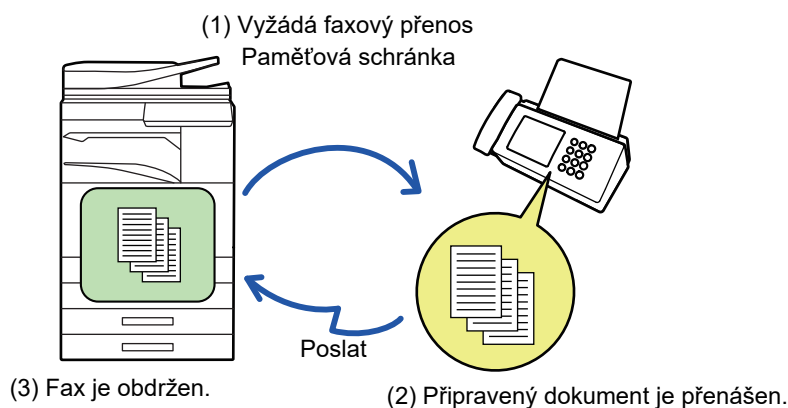 (1) Vyžádá faxový přenos
Paměťová schránka
Poslat
(3) Fax je obdržen.
(2) Připravený dokument je přenášen.